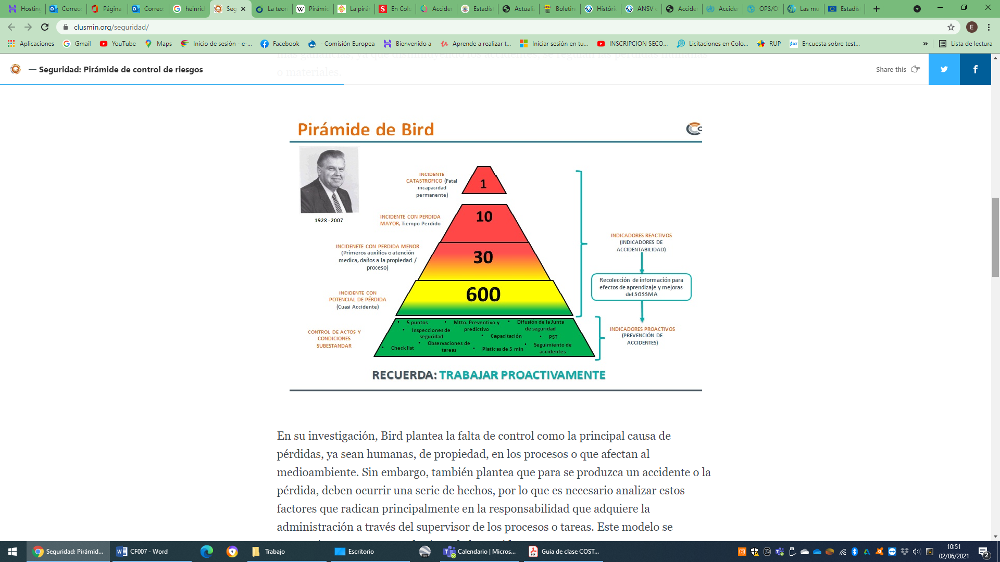 Hosting
Correo
Página
Correo
heinrich
Seg
La teor
Pirámic
La pirár
En Colo
Acciden
Estadíst
Actualiz
Boletin
Históric
ANSV
Acciden
Acciden
OPS/O
Las mu
Estadís
clusmin.org/seguridad/
E
Aplicaciones
Gmail
YouTube
Maps
Inicio de sesión - e-...
Facebook
- Comisión Europea
Bienvenido a
Aprende a realizar t...
Iniciar sesión en tu...
INSCRIPCION SECO...
Licitaciones en Colo...
RUP
Encuesta sobre test...
»
Lista de lectura
— Seguridad: Pirámide de control de riesgos
o materiales.
Share this
Pirámide de Bird
1928 - 2007
INCIDENTE
CATASTROFICO (Fatal
incapacidad
permanente)
1
INCIDENTE CON PERDIDA
MAYOR, Tiempo Perdido
10
INCIDENETE CON PERDIDA MENOR
(Primeros auxilios o atención
medica, daños a la propiedad /
proceso)
30
INCIDENTE CON
POTENCIAL DE PÉRDIDA
(Cuasi Accidente)
600
CONTROL DE ACTOS Y
CONDICIONES
SUBESTANDAR
• 5 puntos
• Mtto. Preventivo y
predictivo
• Difusión de la Junta
de seguridad
• Inspecciones de
seguridad
• Capacitación
• PST
• Check list
• Observaciones de
tareas
• Platicas de 5 min
• Seguimiento de
accidentes
INDICADORES REACTIVOS
(INDICADORES DE
ACCIDENTABILIDAD)
Recolección de información para
efectos de aprendizaje y mejoras
del SGSSMA
INDICADORES PROACTIVOS
(PREVENCIÓN DE
ACCIDENTES)
RECUERDA: TRABAJAR PROACTIVAMENTE
En su investigación, Bird plantea la falta de control como la principal causa de
pérdidas, ya sean humanas, de propiedad, en los procesos o que afectan al
medioambiente. Sin embargo, también plantea que para se produzca un accidente o la
pérdida, deben ocurrir una serie de hechos, por lo que es necesario analizar estos
factores que radican principalmente en la responsabilidad que adquiere la
administración a través del supervisor de los procesos o tareas. Este modelo se
Seguridad: Pirámid...
CF007 - Word
Trabajo
Escritorio
Calendario | Micros...
Guia de clase COST...
10:51
02/06/2021
2